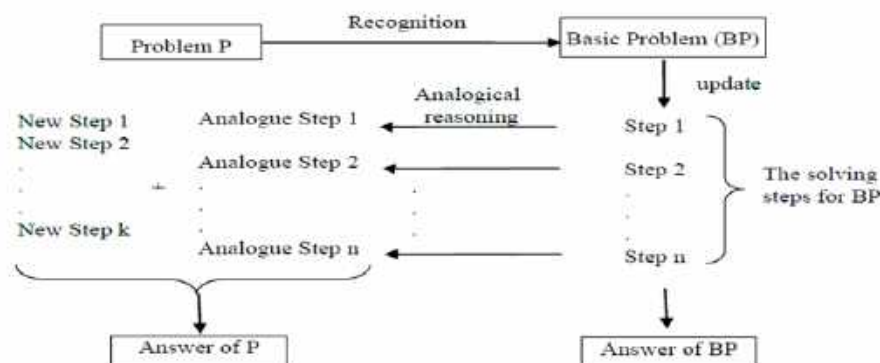 Recognition
Problem P
Basic Problem (BP)
update
Analogical
reasoning
New Step 1
New Step 2
.
.
.
New Step k
+
Analogue Step 1
Analogue Step 2
.
.
.
Analogue Step n
.
.
.
Step 1
Step 2
.
.
.
Step n
The solving
steps for BP
Answer of P
Answer of BP